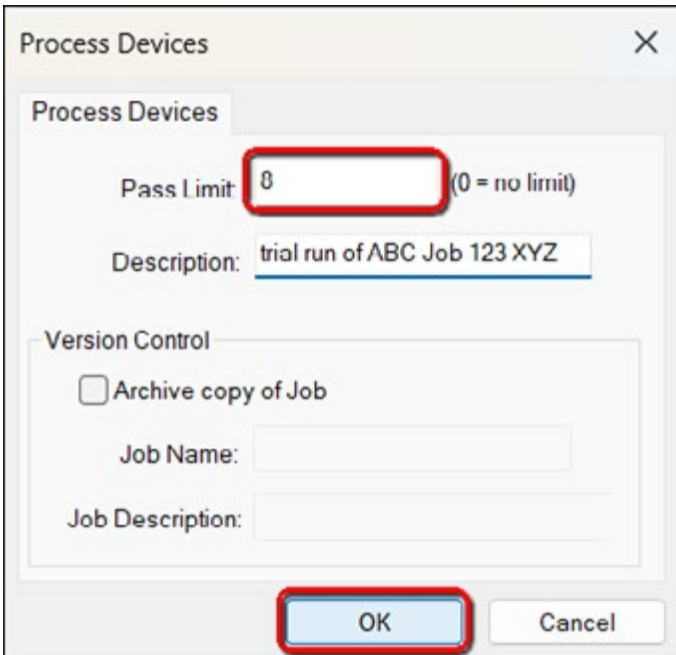 Process Devices
Process Devices
Pass Limit: 8 (0 = no limit)
Description: trial run of ABC Job 123 XYZ
Version Control
Archive copy of Job
Job Name:
Job Description:
OK Cancel